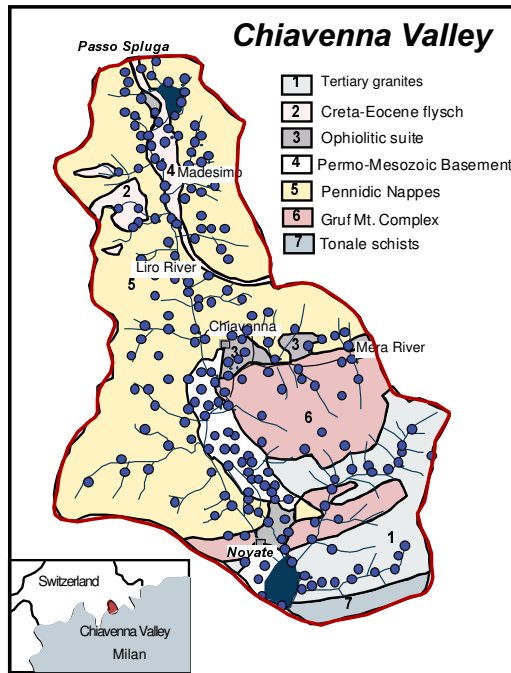 Chiavenna Valley
Passo Spluga
1 Tertiary granites
2 Creta-Eocene flysch
3 Ophiolitic suite
4 Permo-Mesozoic Basement
5 Pennidic Nappes
6 Gruf Mt. Complex
7 Tonale schists
4
Madesimo
2
Liro River
5
Chiavenna
3
3
Mera River
6
Novate
1
7
Switzerland
Chiavenna Valley
Milan